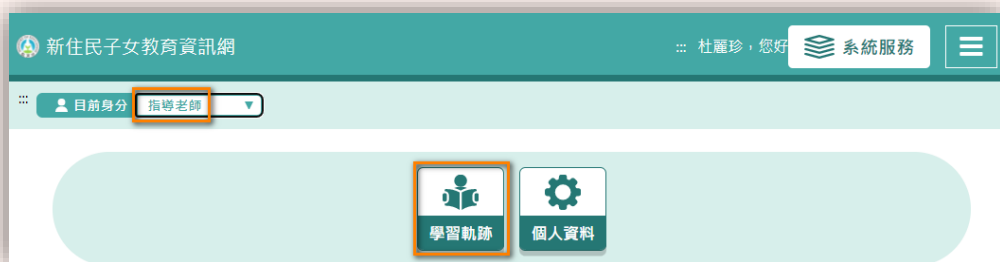 新住民子女教育資訊網 ::: 杜麗珍，您好 系統服務
::: 目前身分 指導老師 ▼
學習軌跡 個人資料